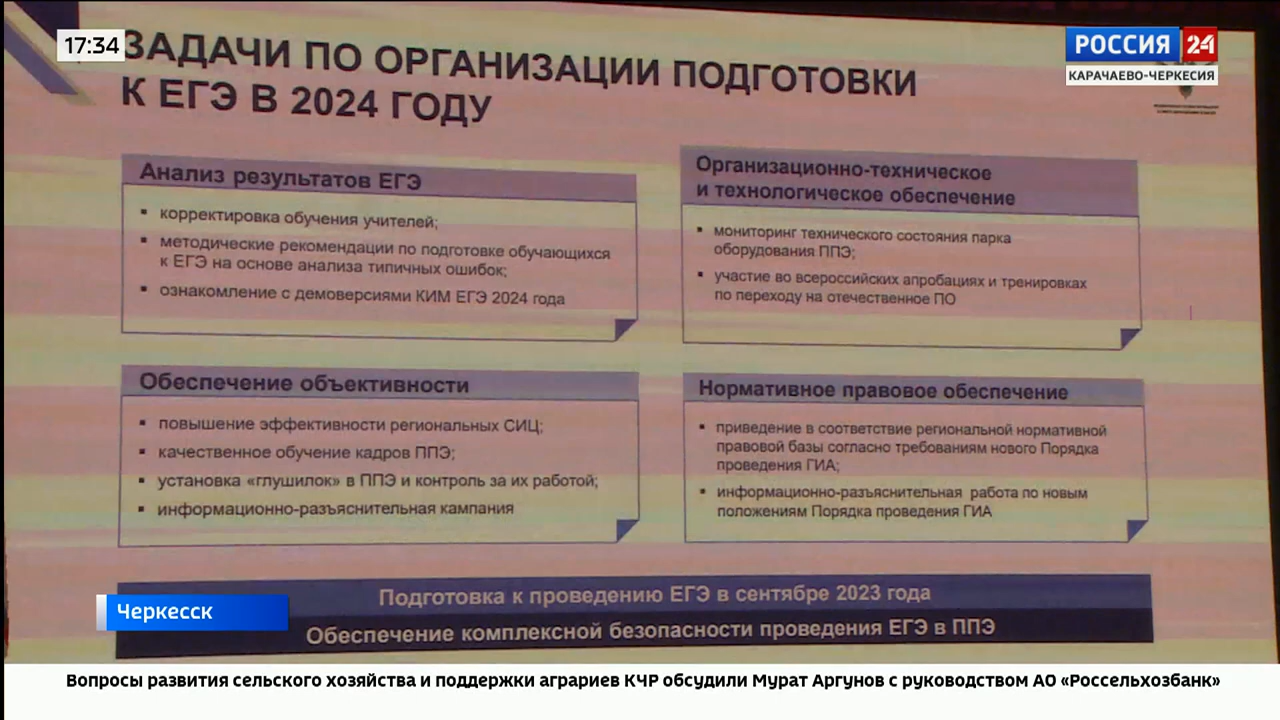 17:34
РОССИЯ 24
КАРАЧАЕВО-ЧЕРКЕСИЯ
ЗАДАЧИ ПО ОРГАНИЗАЦИИ ПОДГОТОВКИ
К ЕГЭ В 2024 ГОДУ
Анализ результатов ЕГЭ
▪ корректировка обучения учителей;
▪ методические рекомендации по подготовке обучающихся
к ЕГЭ на основе анализа типичных ошибок;
▪ ознакомление с демоверсиями КИМ ЕГЭ 2024 года
Организационно-техническое
и технологическое обеспечение
▪ мониторинг технического состояния парка
оборудования ППЭ;
▪ участие во всероссийских апробациях и тренировках
по переходу на отечественное ПО
Обеспечение объективности
▪ повышение эффективности региональных СИЦ;
▪ качественное обучение кадров ППЭ;
▪ установка «глушилок» в ППЭ и контроль за их работой;
▪ информационно-разъяснительная кампания
Нормативное правовое обеспечение
▪ приведение в соответствие региональной нормативной
правовой базы согласно требованиям нового Порядка
проведения ГИА;
▪ информационно-разъяснительная работа по новым
положениям Порядка проведения ГИА
Подготовка к проведению ЕГЭ в сентябре 2023 года
Обеспечение комплексной безопасности проведения ЕГЭ в ППЭ
Черкесск
Вопросы развития сельского хозяйства и поддержки аграриев КЧР обсудили Мурат Аргунов с руководством АО «Россельхозбанк»